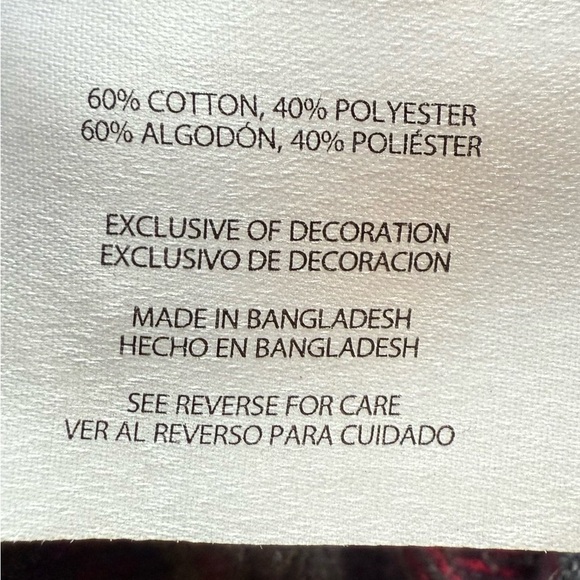 60% COTTON, 40% POLYESTER
60% ALGODÓN, 40% POLIÉSTER
EXCLUSIVE OF DECORATION
EXCLUSIVO DE DECORACION
MADE IN BANGLADESH
HECHO EN BANGLADESH
SEE REVERSE FOR CARE
VER AL REVERSO PARA CUIDADO